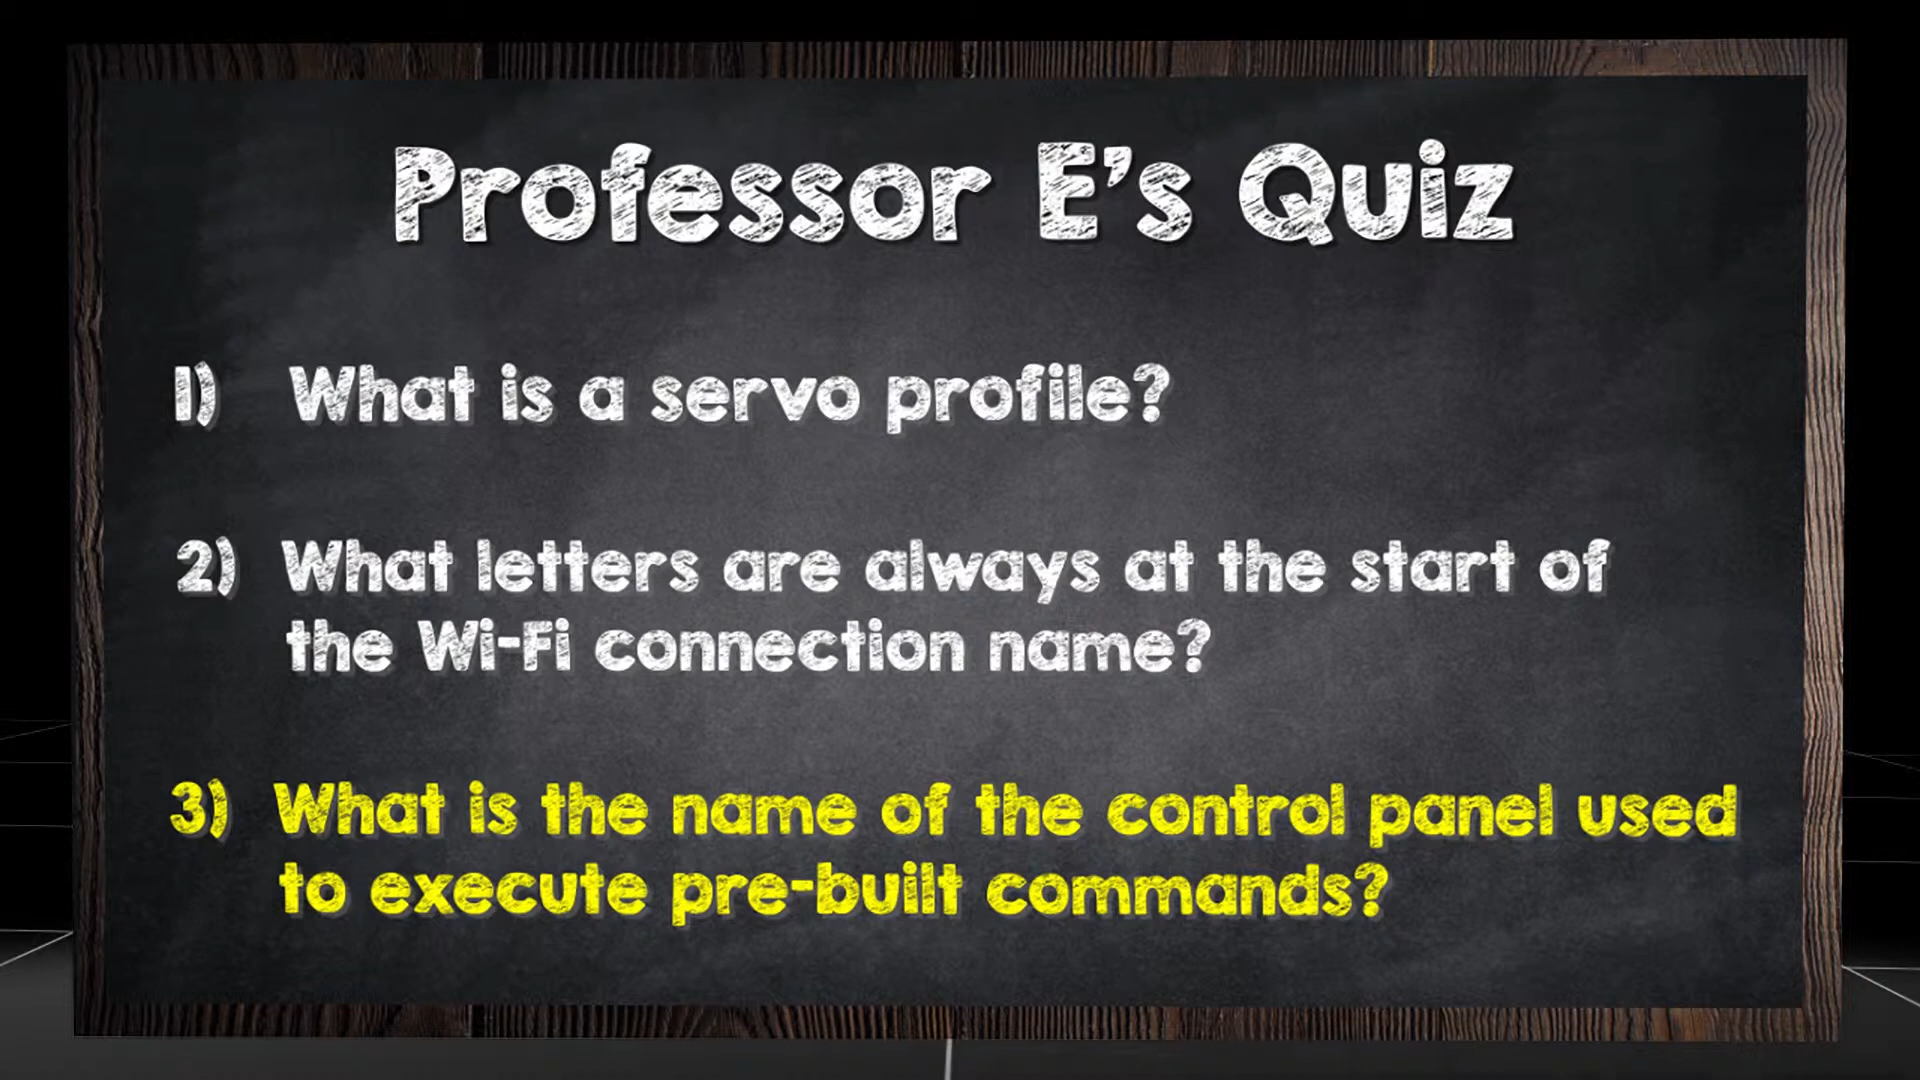 Professor E's Quiz
1) What is a servo profile?
2) What letters are always at the start of
the Wi-Fi connection name?
3) What is the name of the control panel used
to execute pre-built commands?